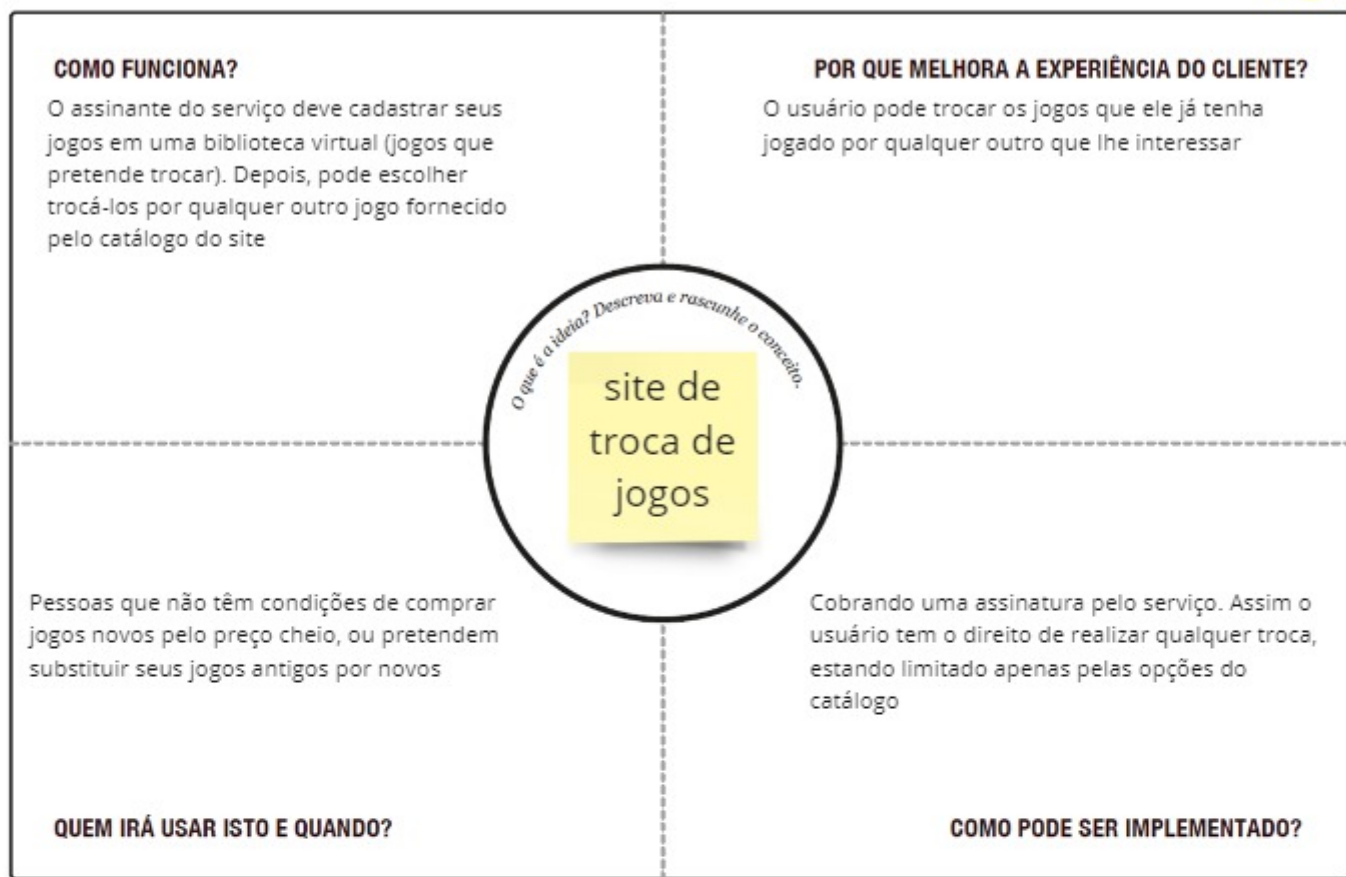 COMO FUNCIONA?
O assinante do serviço deve cadastrar seus
jogos em uma biblioteca virtual (jogos que
pretende trocar). Depois, pode escolher
trocá-los por qualquer outro jogo fornecido
pelo catálogo do site
POR QUE MELHORA A EXPERIÊNCIA DO CLIENTE?
O usuário pode trocar os jogos que ele já tenha
jogado por qualquer outro que lhe interessar
O que é a ideia? Descreva e rascunhe o conceito.
site de
troca de
jogos
Pessoas que não têm condições de comprar
jogos novos pelo preço cheio, ou pretendem
substituir seus jogos antigos por novos
QUEM IRÁ USAR ISTO E QUANDO?
Cobrando uma assinatura pelo serviço. Assim o
usuário tem o direito de realizar qualquer troca,
estando limitado apenas pelas opções do
catálogo
COMO PODE SER IMPLEMENTADO?